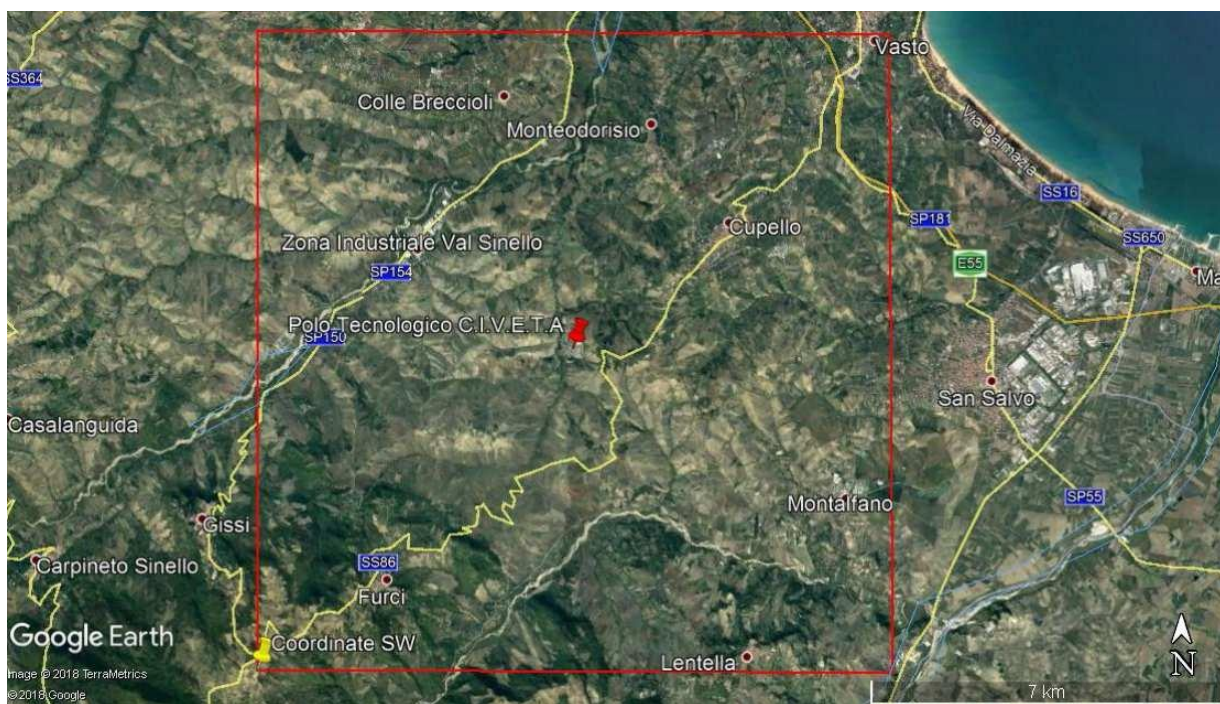 Vasto
SS364
Colle Breccioli
Monteodorisio
Via Dalmazia
SS16
SP181
Cupello
SS650
Zona Industriale Val Sinello
SP154
E55
Ma
Polo Tecnologico C.I.V.E.T.A
SP150
San Salvo
Casalanguida
Montalfano
SP55
Gissi
SS86
Carpineto Sinello
Furci
Google Earth
Coordinate SW
Lentella
N
Image © 2018 TerraMetrics
© 2018 Google
7 km